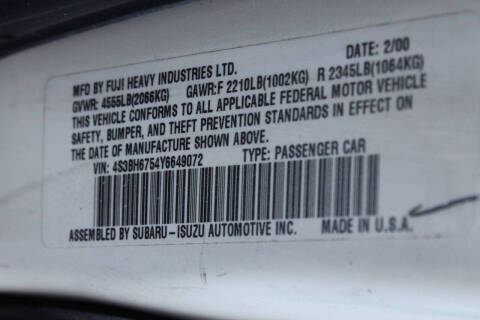 MFD BY FUJI HEAVY INDUSTRIES LTD. DATE: 2/00
GVWR: 4555LB(2066KG) GAWR:F 2210LB(1002KG) R 2345LB(1064KG)
THIS VEHICLE CONFORMS TO ALL APPLICABLE FEDERAL MOTOR VEHICLE
SAFETY, BUMPER, AND THEFT PREVENTION STANDARDS IN EFFECT ON
THE DATE OF MANUFACTURE SHOWN ABOVE.
VIN: 4S3BH6754Y6649072 TYPE: PASSENGER CAR
ASSEMBLED BY SUBARU-ISUZU AUTOMOTIVE INC. MADE IN U.S.A.